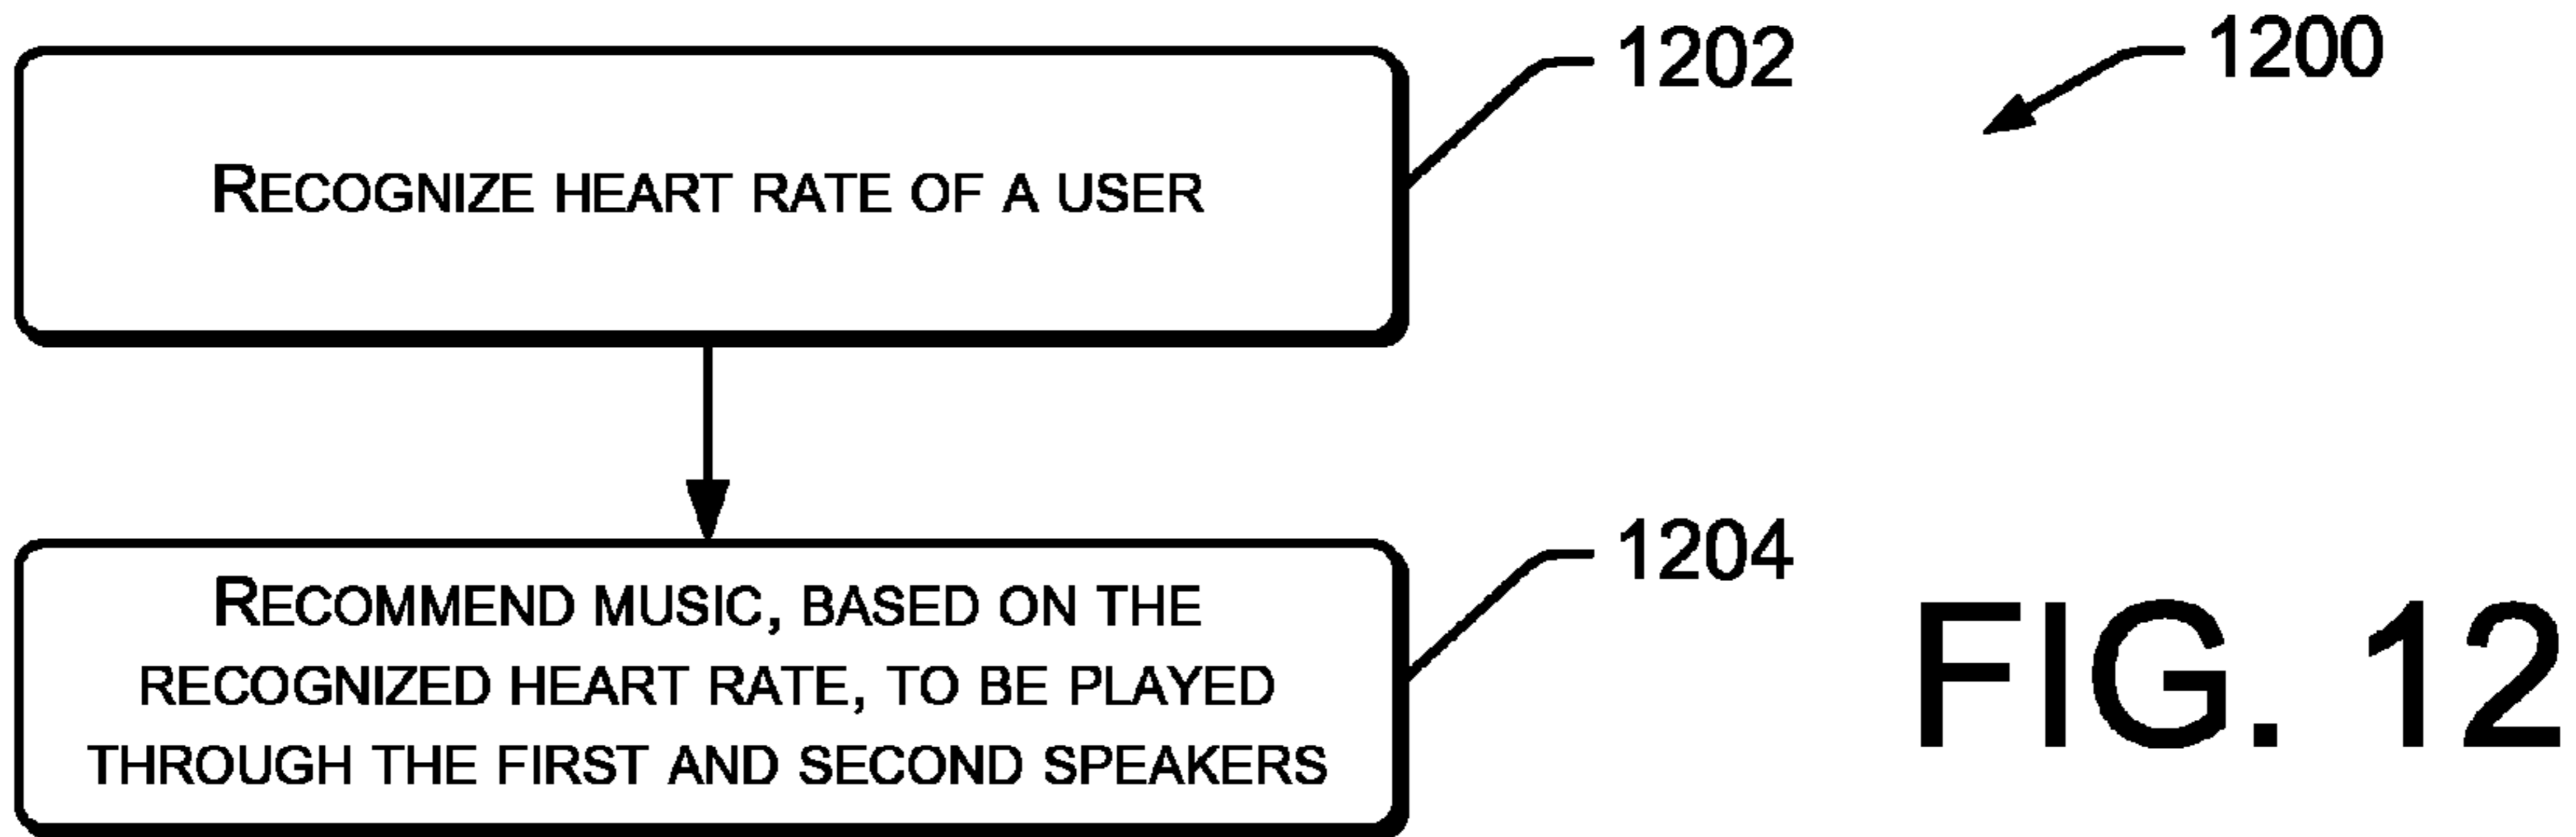 1202
1200
RECOGNIZE HEART RATE OF A USER
1204
RECOMMEND MUSIC, BASED ON THE
RECOGNIZED HEART RATE, TO BE PLAYED
THROUGH THE FIRST AND SECOND SPEAKERS
FIG. 12